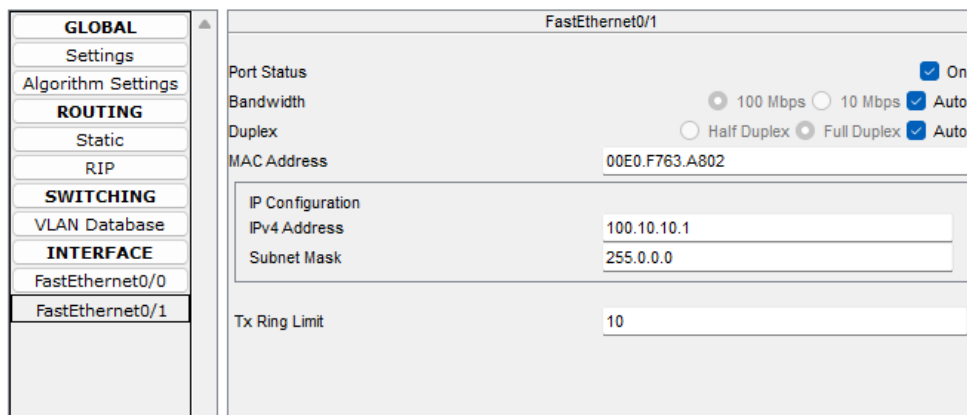 GLOBAL
Settings
Algorithm Settings
ROUTING
Static
RIP
SWITCHING
VLAN Database
INTERFACE
FastEthernet0/0
FastEthernet0/1
FastEthernet0/1
Port Status On
Bandwidth 100 Mbps 10 Mbps Auto
Duplex Half Duplex Full Duplex Auto
MAC Address 00E0.F763.A802
IP Configuration
IPv4 Address 100.10.10.1
Subnet Mask 255.0.0.0
Tx Ring Limit 10